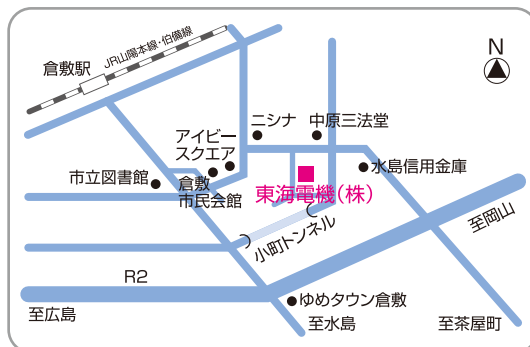 JR山陽本線・伯備線
倉敷駅
N
ニシナ
中原三法堂
アイビー
スクエア
市立図書館
倉敷
市民会館
水島信用金庫
東海電機(株)
小町トンネル
至岡山
R2
ゆめタウン倉敷
至広島
至水島
至茶屋町